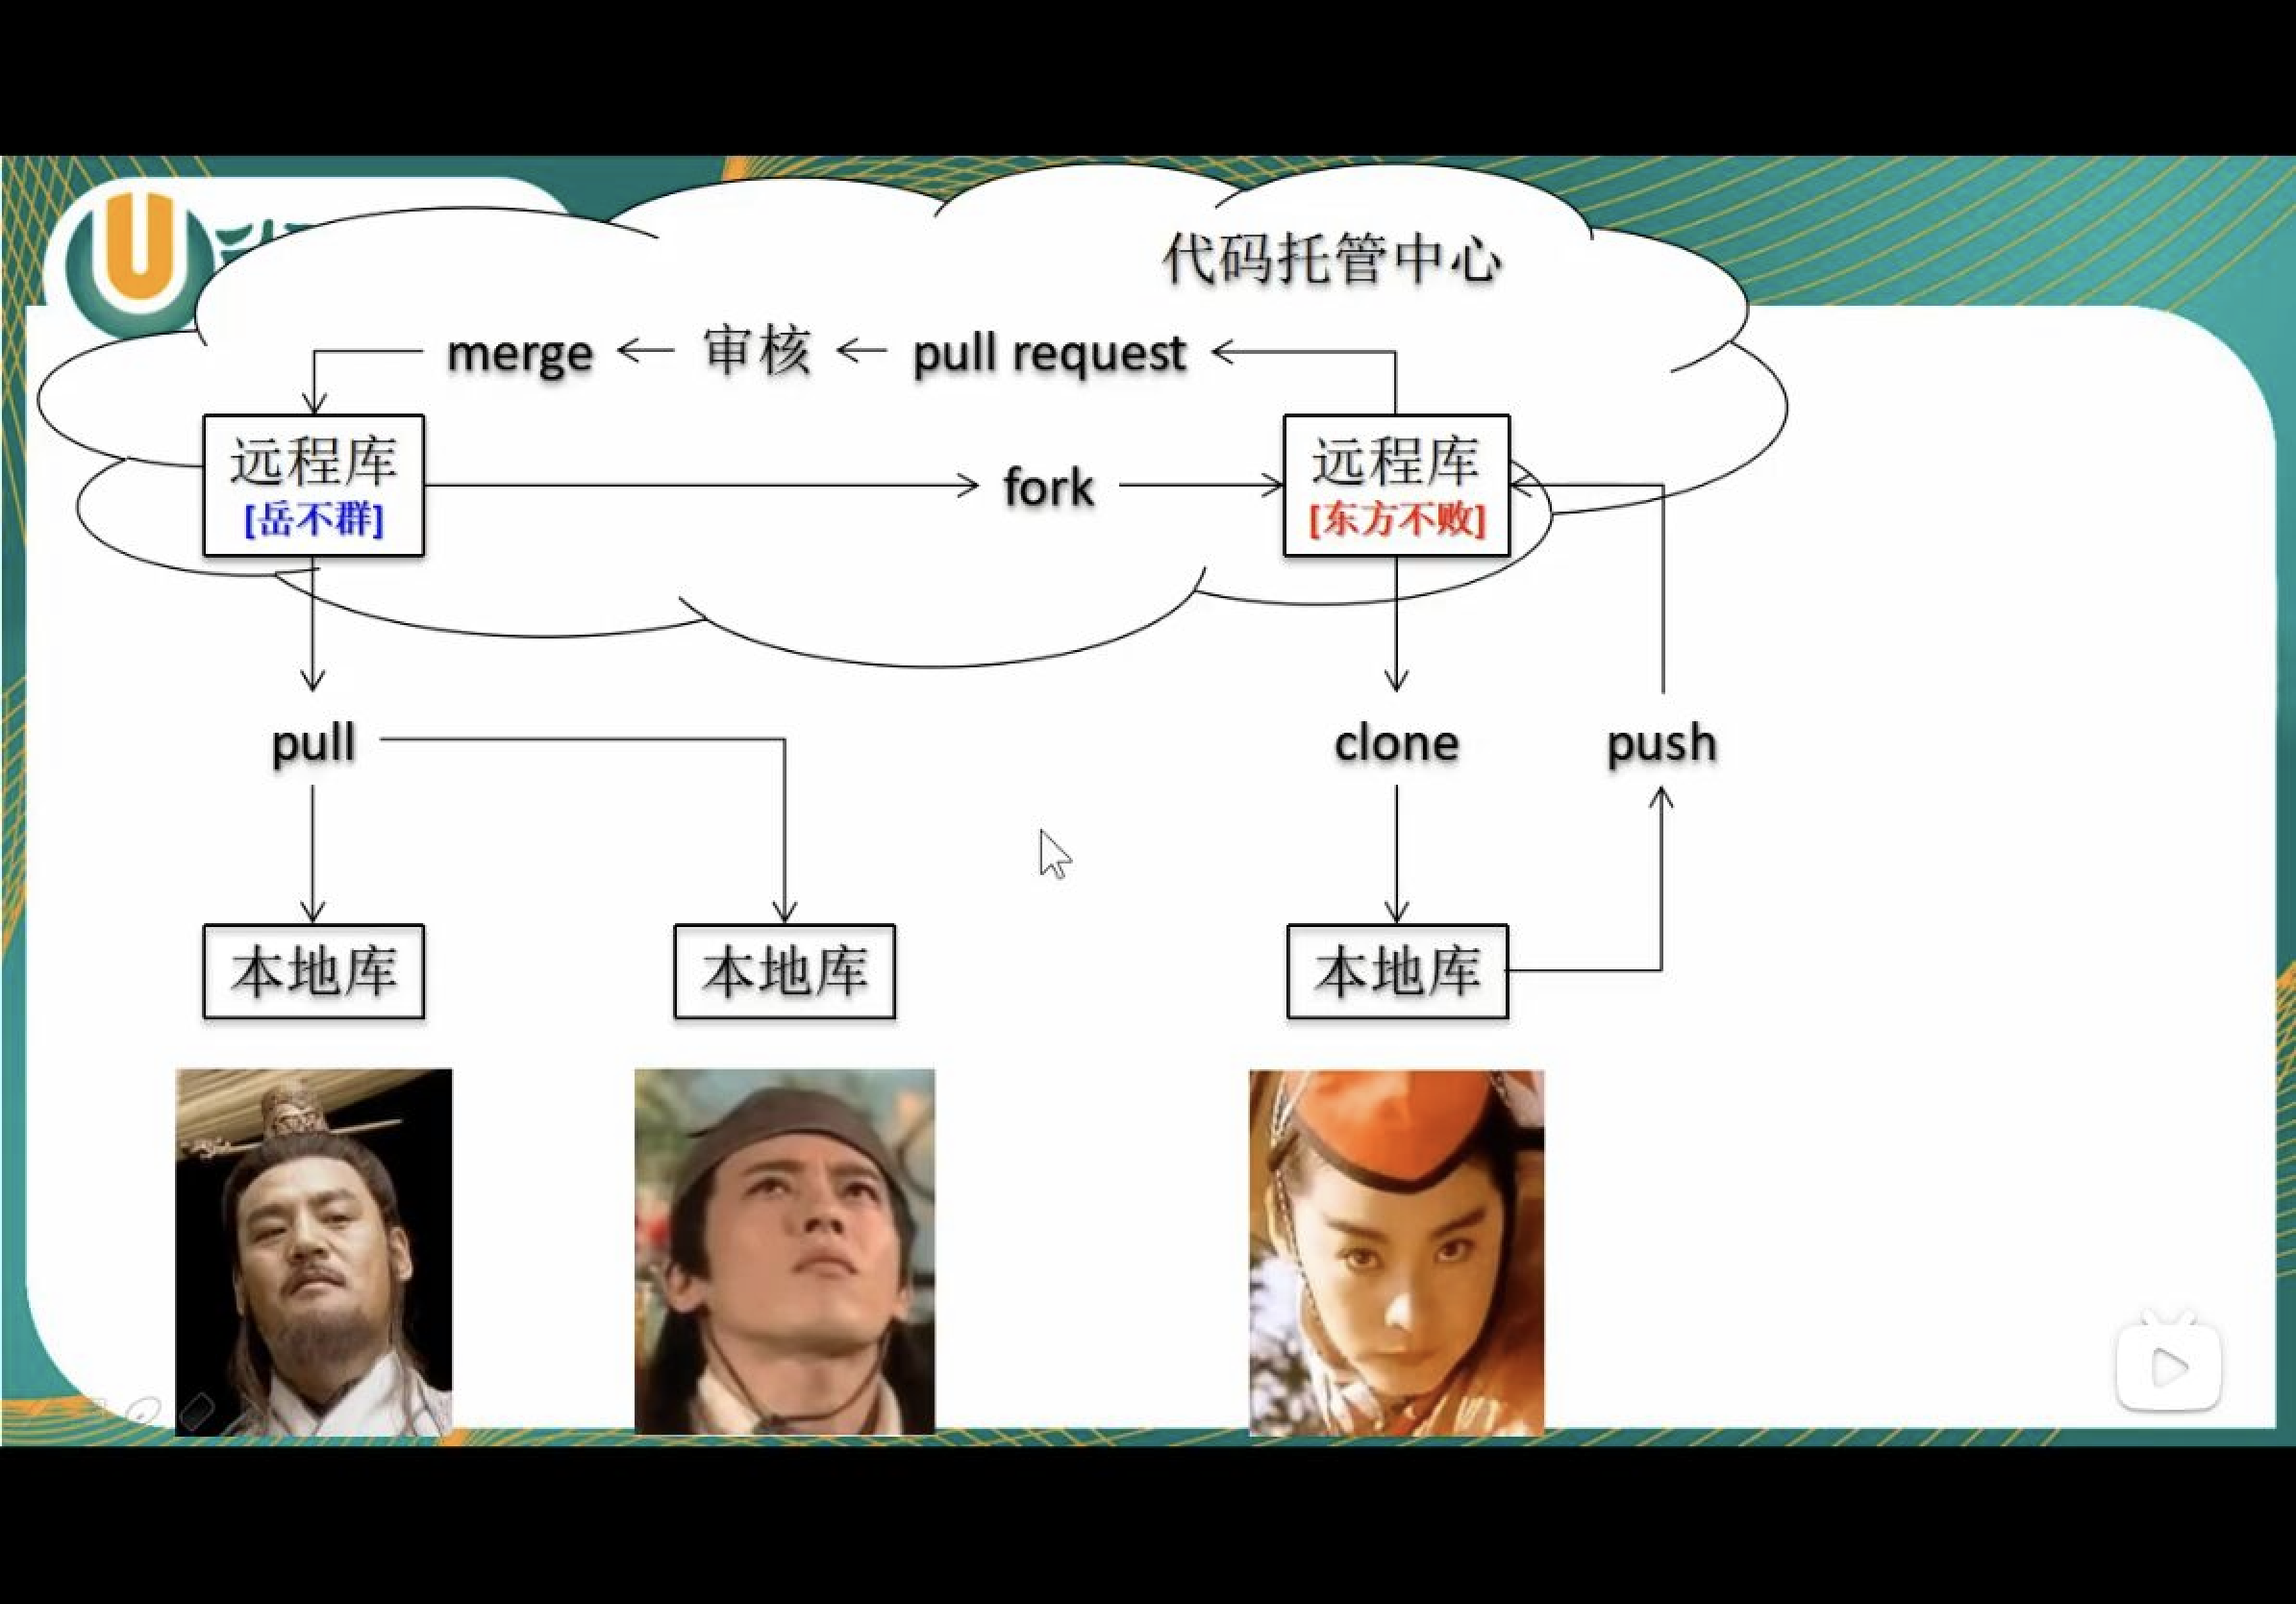 代码托管中心
merge
审核
pull request
远程库
[岳不群]
fork
远程库
[东方不败]
pull
clone
push
本地库
本地库
本地库